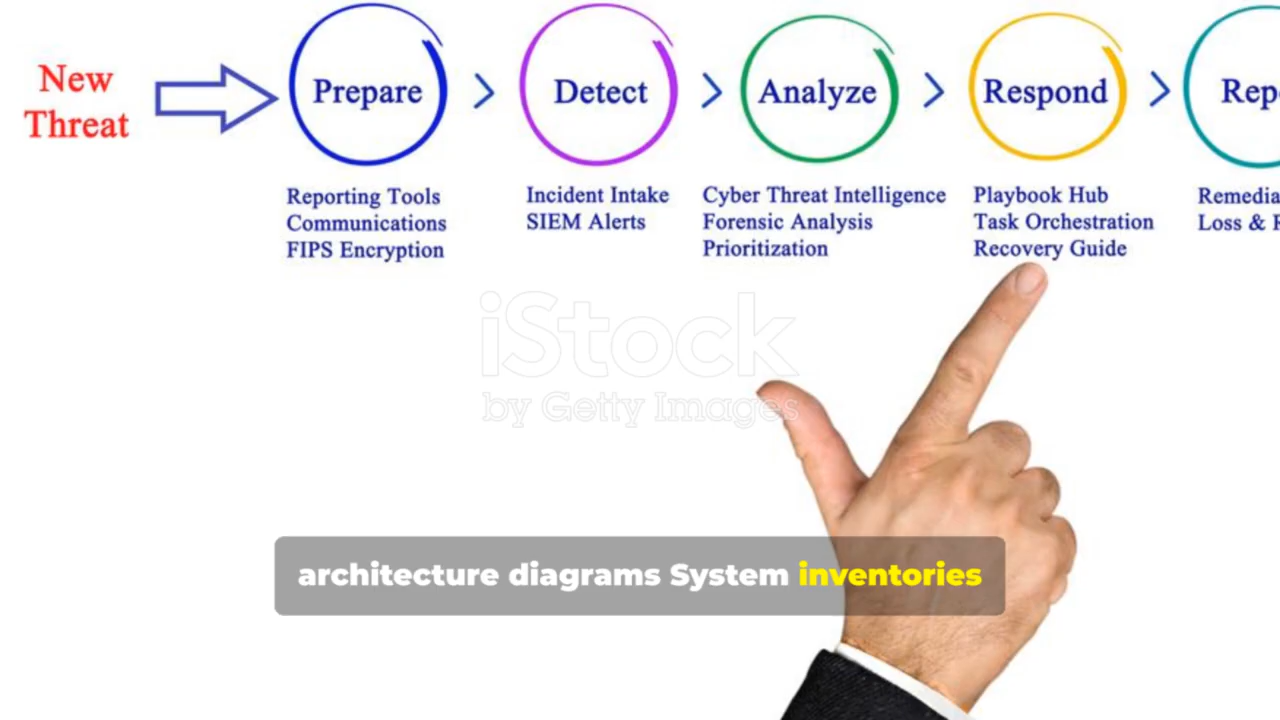 New
Threat
Prepare
Detect
Analyze
Respond
Reporting Tools
Communications
FIPS Encryption
Incident Intake
SIEM Alerts
Cyber Threat Intelligence
Forensic Analysis
Prioritization
Playbook Hub
Task Orchestration
Recovery Guide
Loss &
iStock
by Getty Images
architecture diagrams System inventories